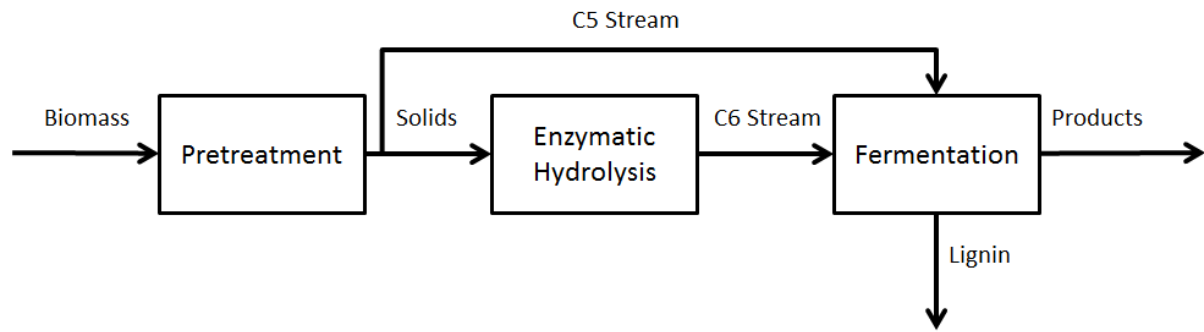 C5 Stream
Biomass
Pretreatment
Solids
Enzymatic
Hydrolysis
C6 Stream
Fermentation
Products
Lignin